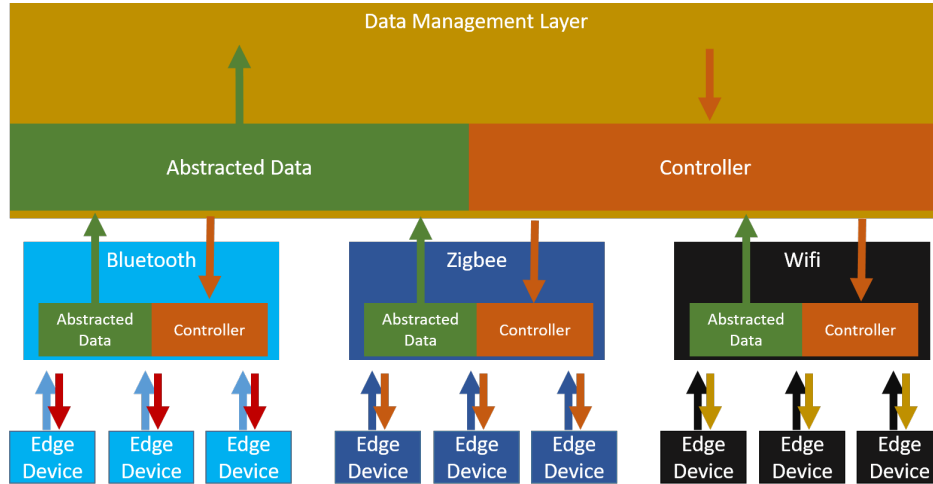 Data Management Layer
Abstracted Data
Controller
Bluetooth
Abstracted
Data
Controller
Zigbee
Abstracted
Data
Controller
Wifi
Abstracted
Data
Controller
Edge
Device
Edge
Device
Edge
Device
Edge
Device
Edge
Device
Edge
Device
Edge
Device
Edge
Device
Edge
Device